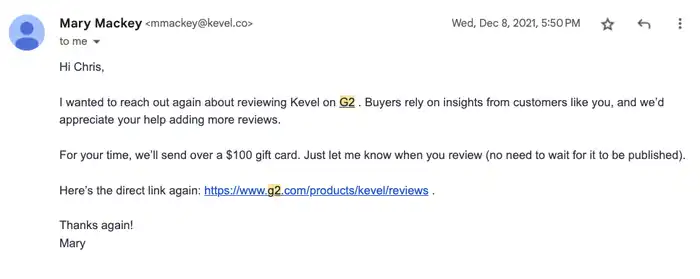 Mary Mackey <mmackey@kevel.co>
Wed, Dec 8, 2021, 5:50 PM
to me
Hi Chris,
I wanted to reach out again about reviewing Kevel on G2 . Buyers rely on insights from customers like you, and we'd
appreciate your help adding more reviews.
For your time, we'll send over a $100 gift card. Just let me know when you review (no need to wait for it to be published).
Here's the direct link again: https://www.g2.com/products/kevel/reviews .
Thanks again!
Mary